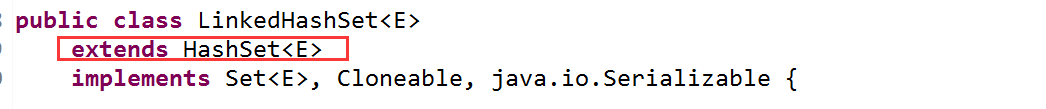 public class LinkedHashSet<E>
extends HashSet<E>
implements Set<E>, Cloneable, java.io.Serializable {